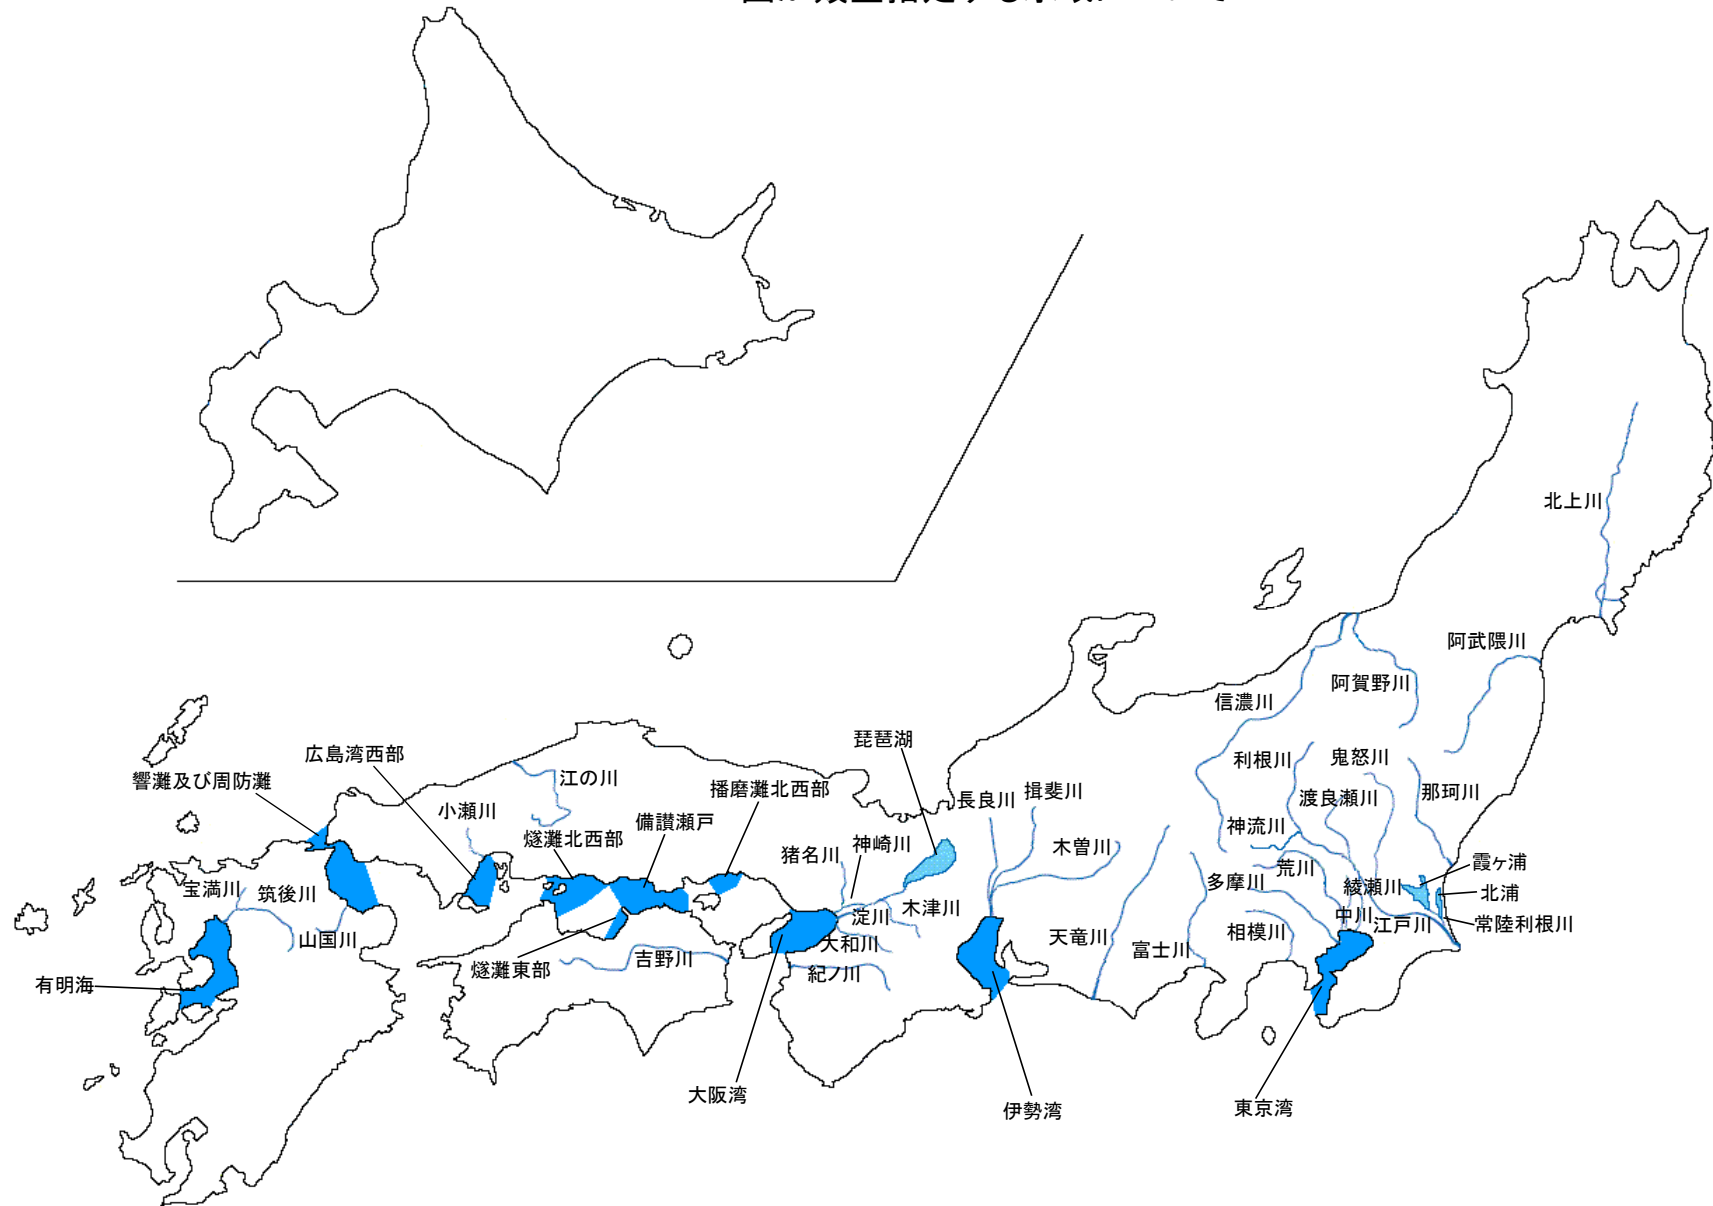 北上川
阿武隈川
阿賀野川
信濃川
琵琶湖
広島湾西部
利根川
鬼怒川
響灘及び周防灘
江の川
播磨灘北西部
長良川
揖斐川
渡良瀬川
那珂川
小瀬川
備讃瀬戸
燧灘北西部
神流川
神崎川
猪名川
木曽川
霞ヶ浦
荒川
宝満川
筑後川
多摩川
綾瀬川
北浦
木津川
淀川
中川
江戸川
常陸利根川
山国川
大和川
天竜川
富士川
相模川
吉野川
燧灘東部
紀ノ川
有明海
大阪湾
伊勢湾
東京湾